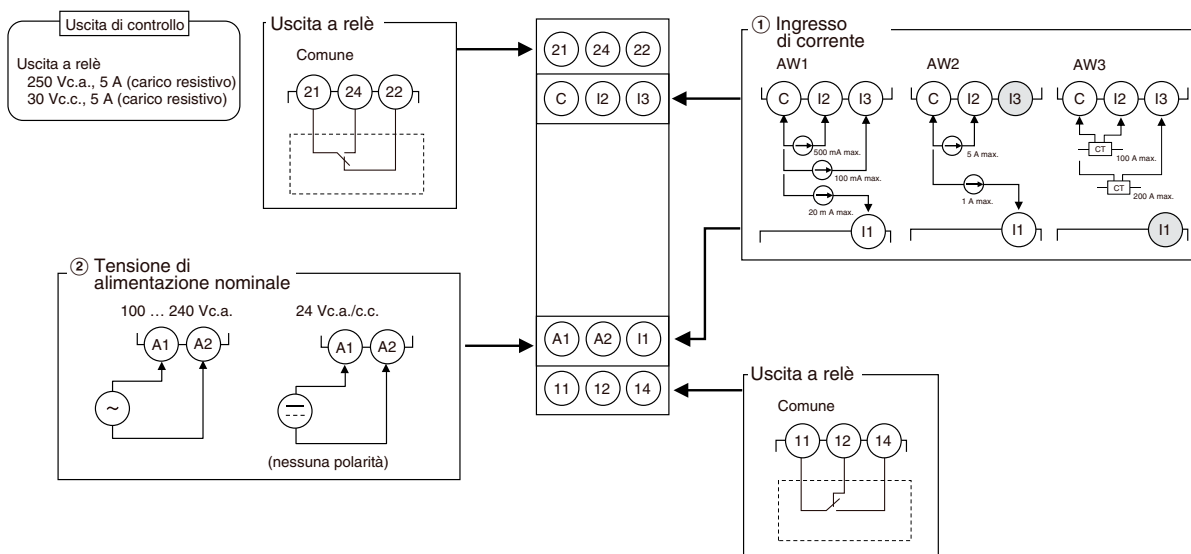 Uscita di controllo
Uscita a relè
250 Vc.a., 5 A (carico resistivo)
30 Vc.c., 5 A (carico resistivo)
Uscita a relè
Comune
21 24 22
21 24 22
C I2 I3
① Ingresso
di corrente
AW1
C I2 I3
500 mA max.
100 mA max.
20 m A max.
I1
AW2
C I2 I3
5 A max.
1 A max.
I1
AW3
C I2 I3
CT
100 A max.
CT
200 A max.
I1
② Tensione di
alimentazione nominale
100 ... 240 Vc.a.
A1 A2
~
24 Vc.a./c.c.
A1 A2
(nessuna polarità)
A1 A2 I1
11 12 14
Uscita a relè
Comune
11 12 14